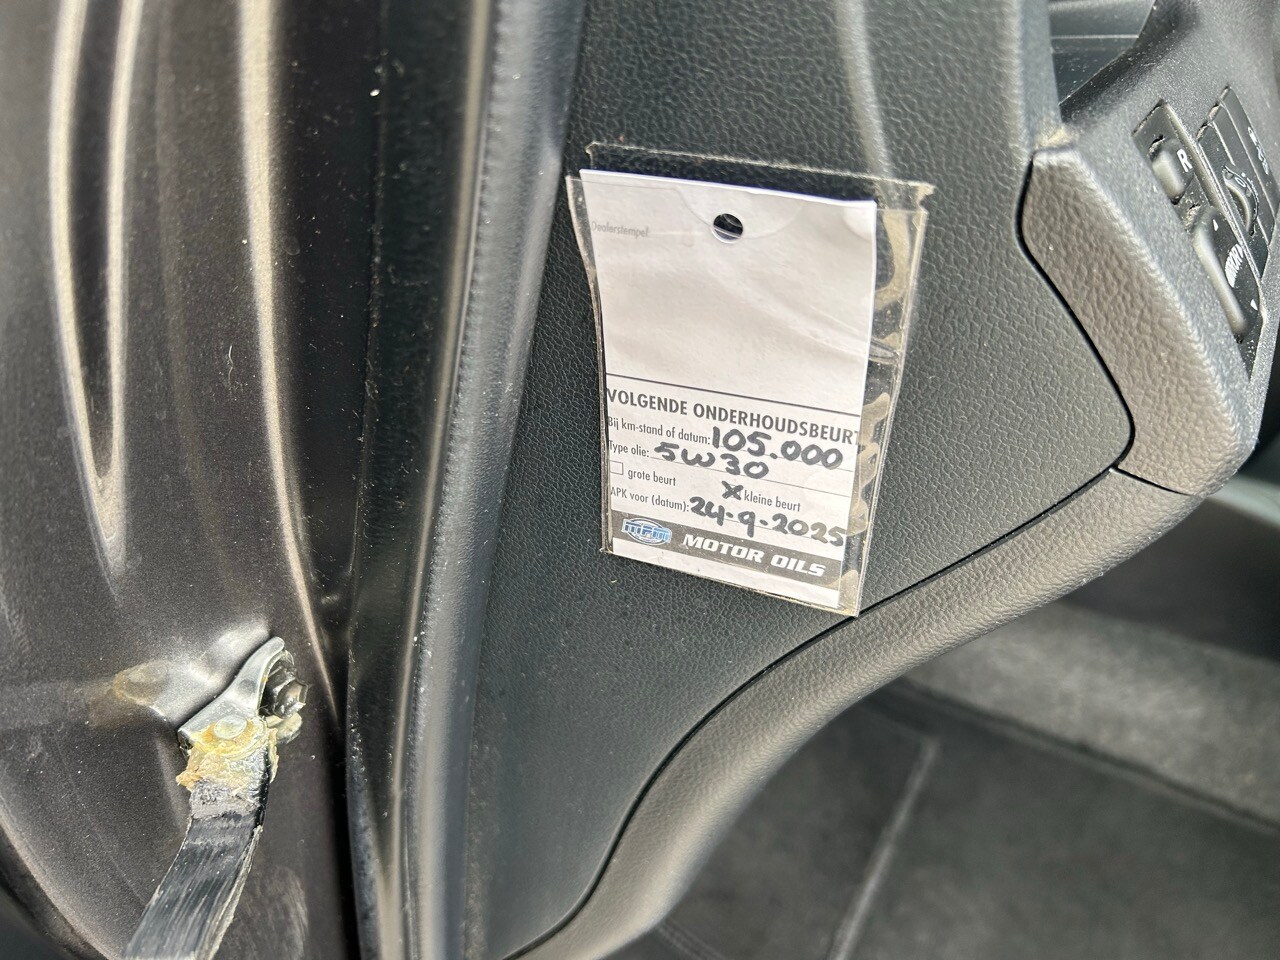 Dealerstempel:
VOLGENDE ONDERHOUDSBEURT
Bij km-stand of datum: 105.000
Type olie: 5W30
grote beurt X kleine beurt
APK voor (datum): 24-9-2025
MPM MOTOR OILS
R